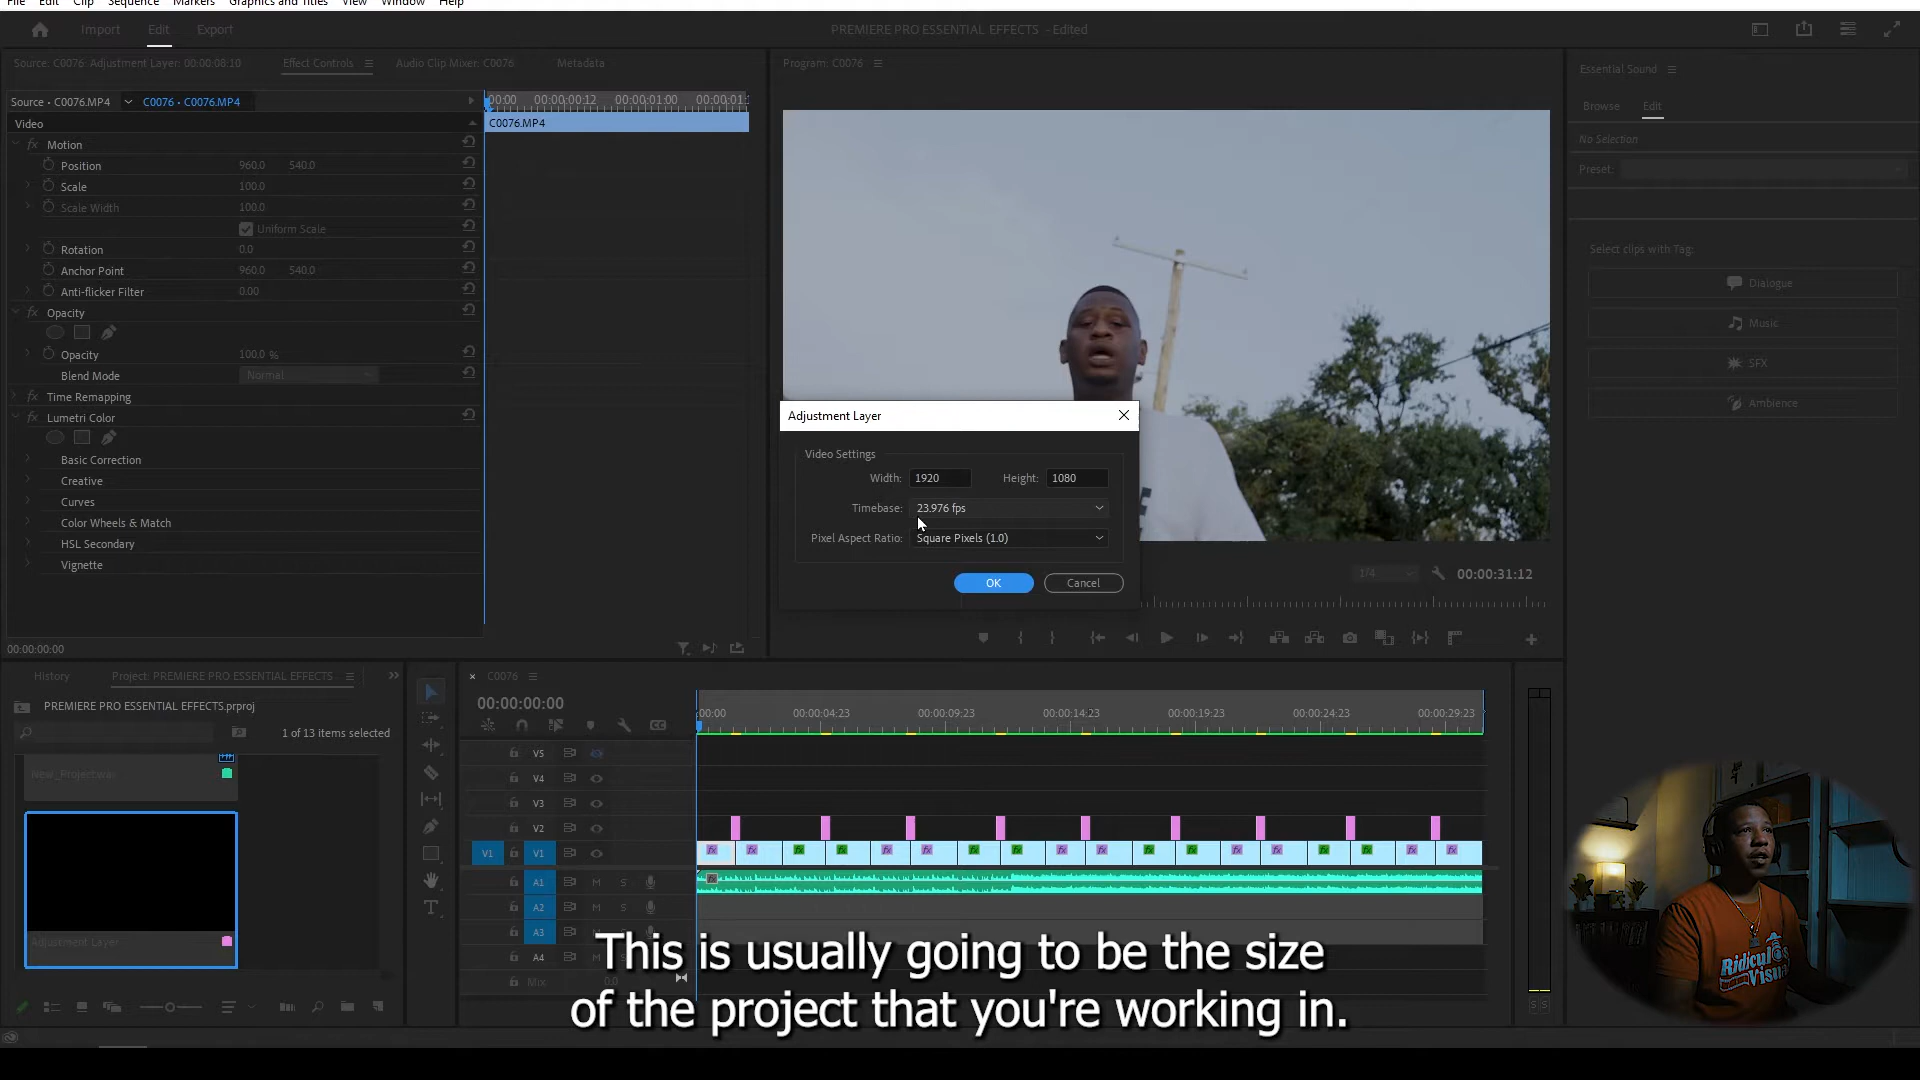 File Edit Clip Sequence Markers Graphics and Titles View Window Help
Import Edit Export
PREMIERE PRO ESSENTIAL EFFECTS - Edited
Source: C0076 Adjustment Layer: 00:00:08:10
Effect Controls
Audio Clip Mixer: C0076
Metadata
Source • C0076.MP4
C0076 • C0076.MP4
:00:00 00:00:00:12 00:00:01:00 00:00:01:
Video
C0076.MP4
fx Motion
Position 960.0 540.0
Scale 100.0
Scale Width 100.0
Uniform Scale
Rotation 0.0
Anchor Point 960.0 540.0
Anti-flicker Filter 0.00
fx Opacity
Opacity 100.0 %
Blend Mode Normal
fx Time Remapping
fx Lumetri Color
Basic Correction
Creative
Curves
Color Wheels & Match
HSL Secondary
Vignette
00:00:00:00
Program: C0076
Adjustment Layer
Video Settings
Width: 1920 Height: 1080
Timebase: 23.976 fps
Pixel Aspect Ratio: Square Pixels (1.0)
OK Cancel
1/4
00:00:31:12
Essential Sound
Browse Edit
No Selection
Preset:
Select clips with Tag:
Dialogue
Music
SFX
Ambience
History
Project: PREMIERE PRO ESSENTIAL EFFECTS
PREMIERE PRO ESSENTIAL EFFECTS.prproj
1 of 13 items selected
New_Project.wav
Adjustment Layer
C0076
00:00:00:00
:00:00 00:00:04:23 00:00:09:23 00:00:14:23 00:00:19:23 00:00:24:23 00:00:29:23
V5
V4
V3
V2
V1 V1
A1 M S
A2 M S
A3
A4
Mix 0.0
S S
Ridiculo's
Visual
This is usually going to be the size
of the project that you're working in.